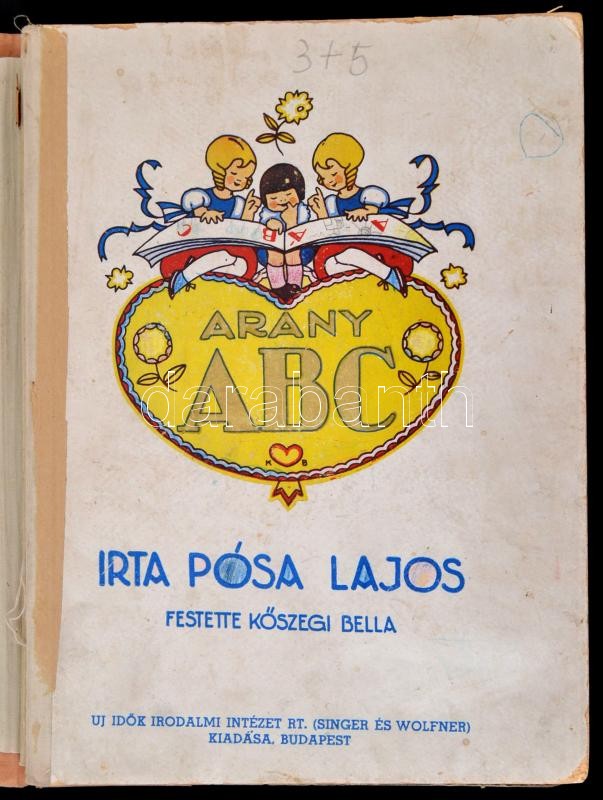 3+5
C B A
ARANY
ABC
darabanth
K B
IRTA PÓSA LAJOS
FESTETTE KŐSZEGI BELLA
UJ IDŐK IRODALMI INTÉZET RT. (SINGER ÉS WOLFNER)
KIADÁSA, BUDAPEST